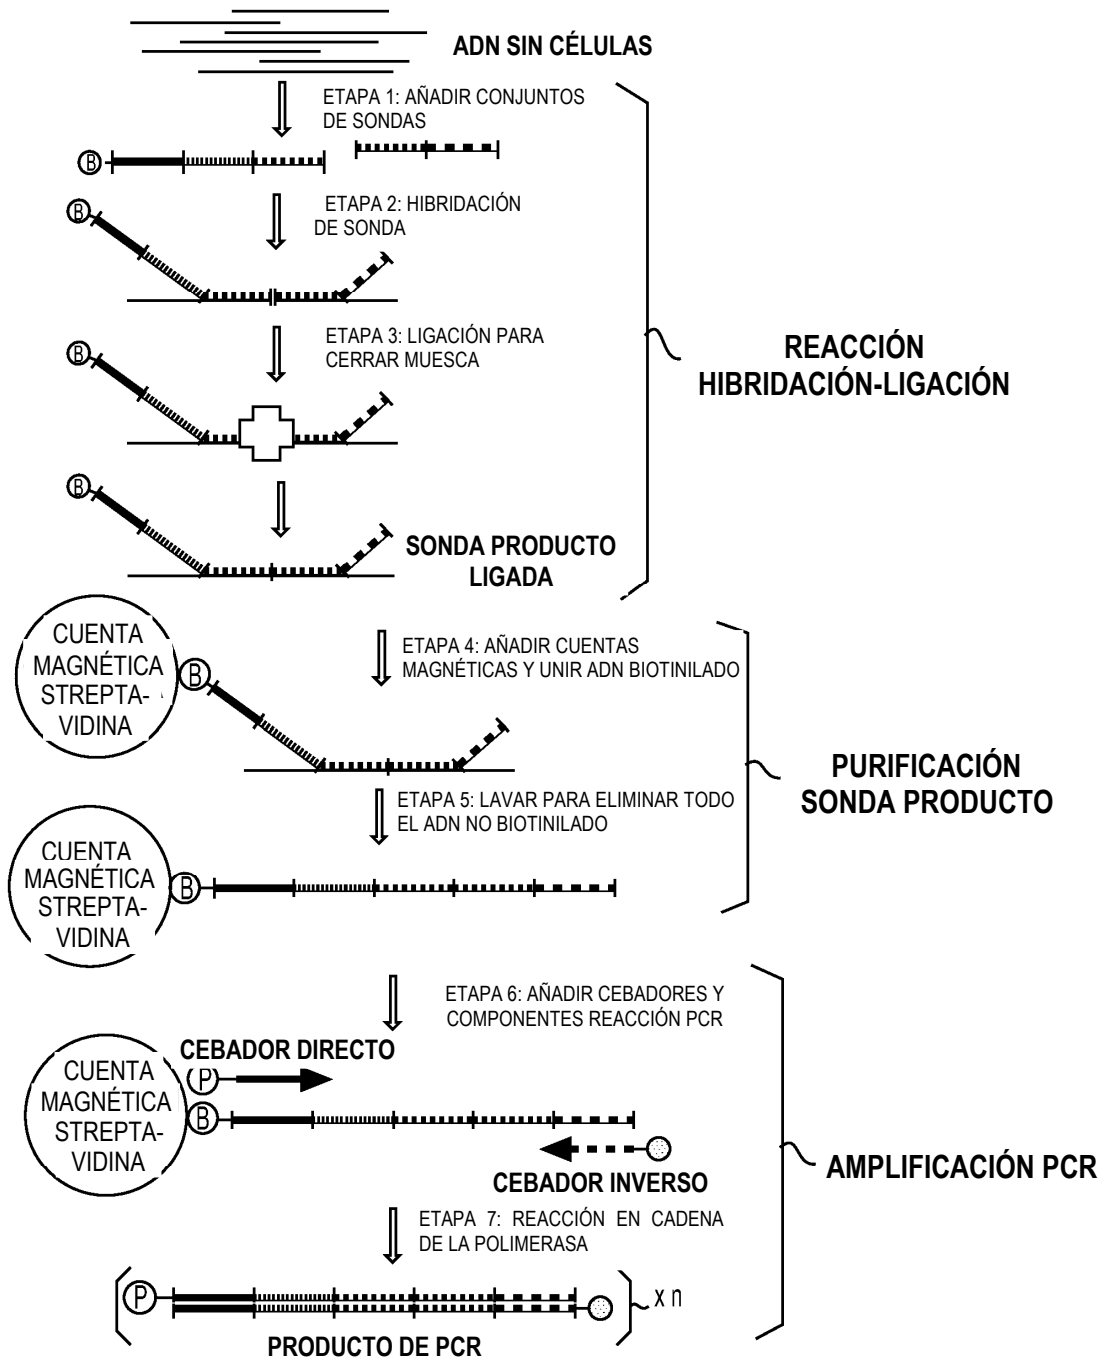 ADN SIN CÉLULAS
ETAPA 1: AÑADIR CONJUNTOS
DE SONDAS
B
ETAPA 2: HIBRIDACIÓN
DE SONDA
B
ETAPA 3: LIGACIÓN PARA
CERRAR MUESCA
B
REACCIÓN
HIBRIDACIÓN-LIGACIÓN
B
SONDA PRODUCTO
LIGADA
CUENTA
MAGNÉTICA
STREPTA-
VIDINA
B
ETAPA 4: AÑADIR CUENTAS
MAGNÉTICAS Y UNIR ADN BIOTINILADO
PURIFICACIÓN
SONDA PRODUCTO
ETAPA 5: LAVAR PARA ELIMINAR TODO
EL ADN NO BIOTINILADO
CUENTA
MAGNÉTICA
STREPTA-
VIDINA
B
ETAPA 6: AÑADIR CEBADORES Y
COMPONENTES REACCIÓN PCR
CEBADOR DIRECTO
P
CUENTA
MAGNÉTICA
STREPTA-
VIDINA
B
CEBADOR INVERSO
AMPLIFICACIÓN PCR
ETAPA 7: REACCIÓN EN CADENA
DE LA POLIMERASA
P
x n
PRODUCTO DE PCR